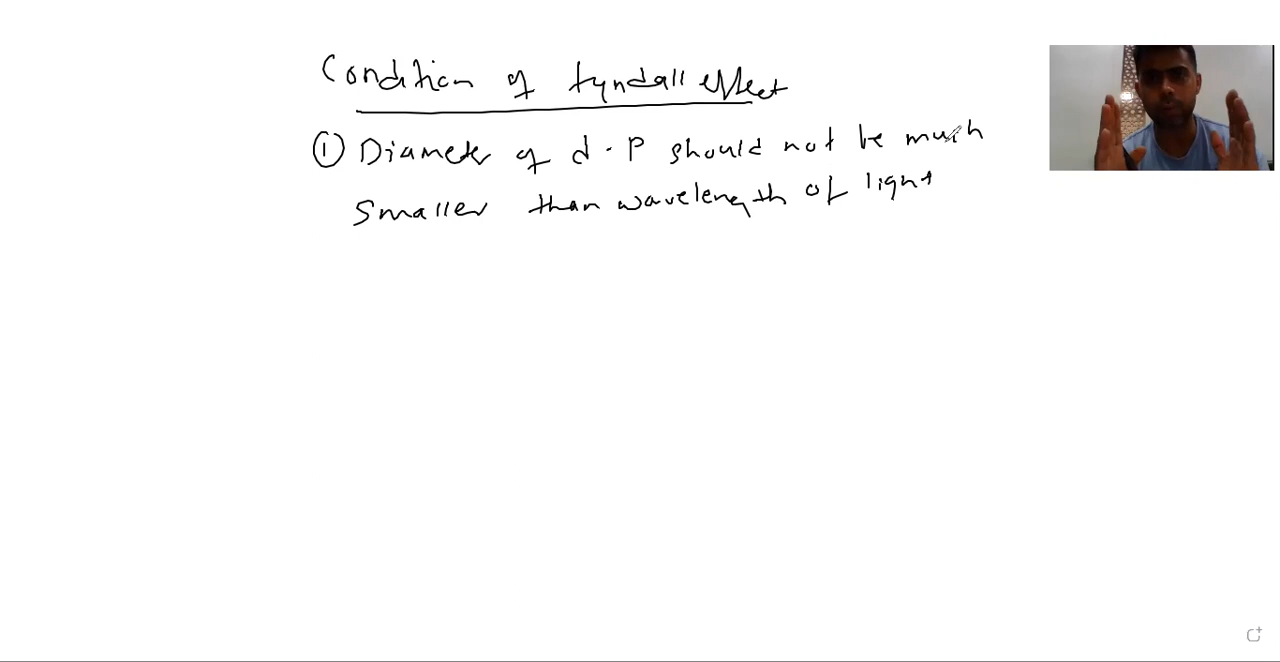 Condition of tyndall effect
① Diameter of d.P should not be much
smaller than wavelength of light